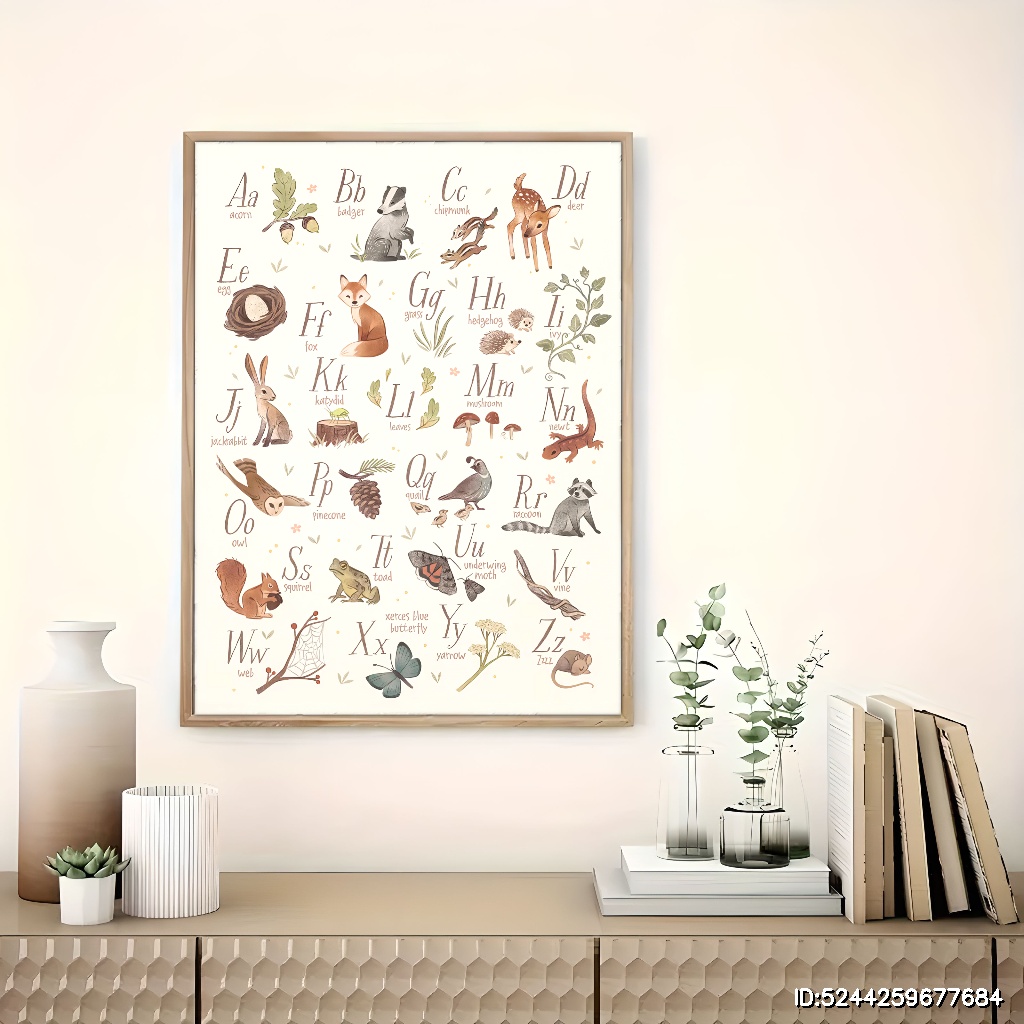 Aa
acorn
Bb
badger
Cc
chipmunk
Dd
deer
Ee
egg
Ff
fox
Gg
grass
Hh
hedgehog
Ii
ivy
Jj
jackrabbit
Kk
katydid
Ll
leaves
Mm
mushroom
Nn
newt
Oo
owl
Pp
pinecone
Qq
quail
Rr
raccoon
Ss
squirrel
Tt
toad
Uu
underwing
moth
Vv
vine
Ww
web
Xx
xerces blue
butterfly
Yy
yarrow
Zz
Zzzz
ID:5244259677684